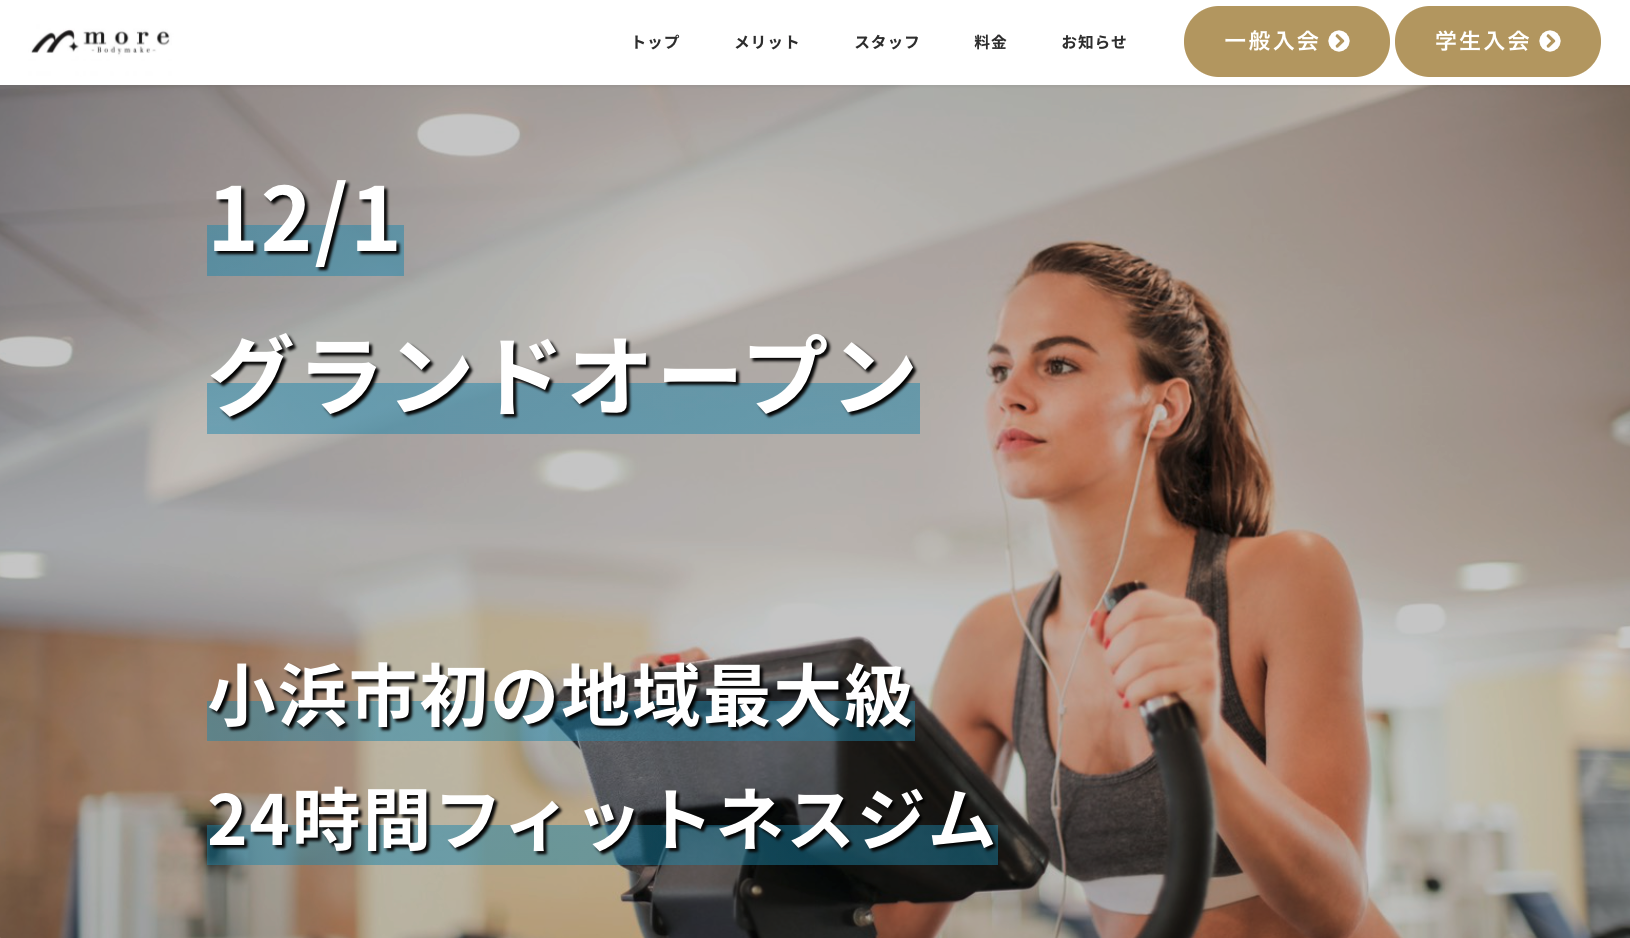 more
-Bodymake-
トップ
メリット
スタッフ
料金
お知らせ
一般入会
学生入会
12/1
グランドオープン
小浜市初の地域最大級
24時間フィットネスジム